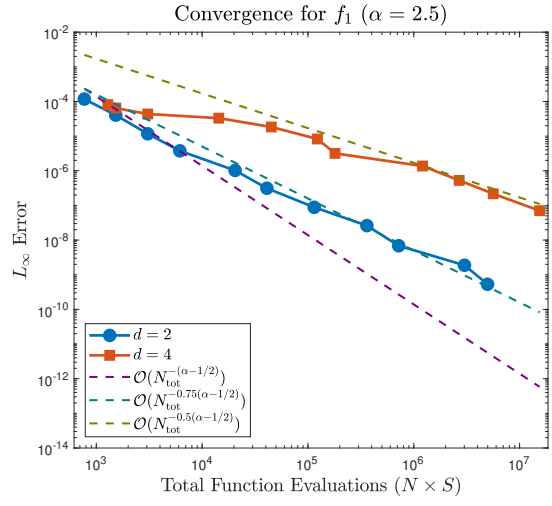 Convergence for f₁ (α = 2.5)
10⁻²
10⁻⁴
10⁻⁶
10⁻⁸
10⁻¹⁰
10⁻¹²
10⁻¹⁴
L∞ Error
d = 2
d = 4
𝒪(N_tot^{-(α-1/2)})
𝒪(N_tot^{-0.75(α-1/2)})
𝒪(N_tot^{-0.5(α-1/2)})
10³ 10⁴ 10⁵ 10⁶ 10⁷
Total Function Evaluations (N × S)